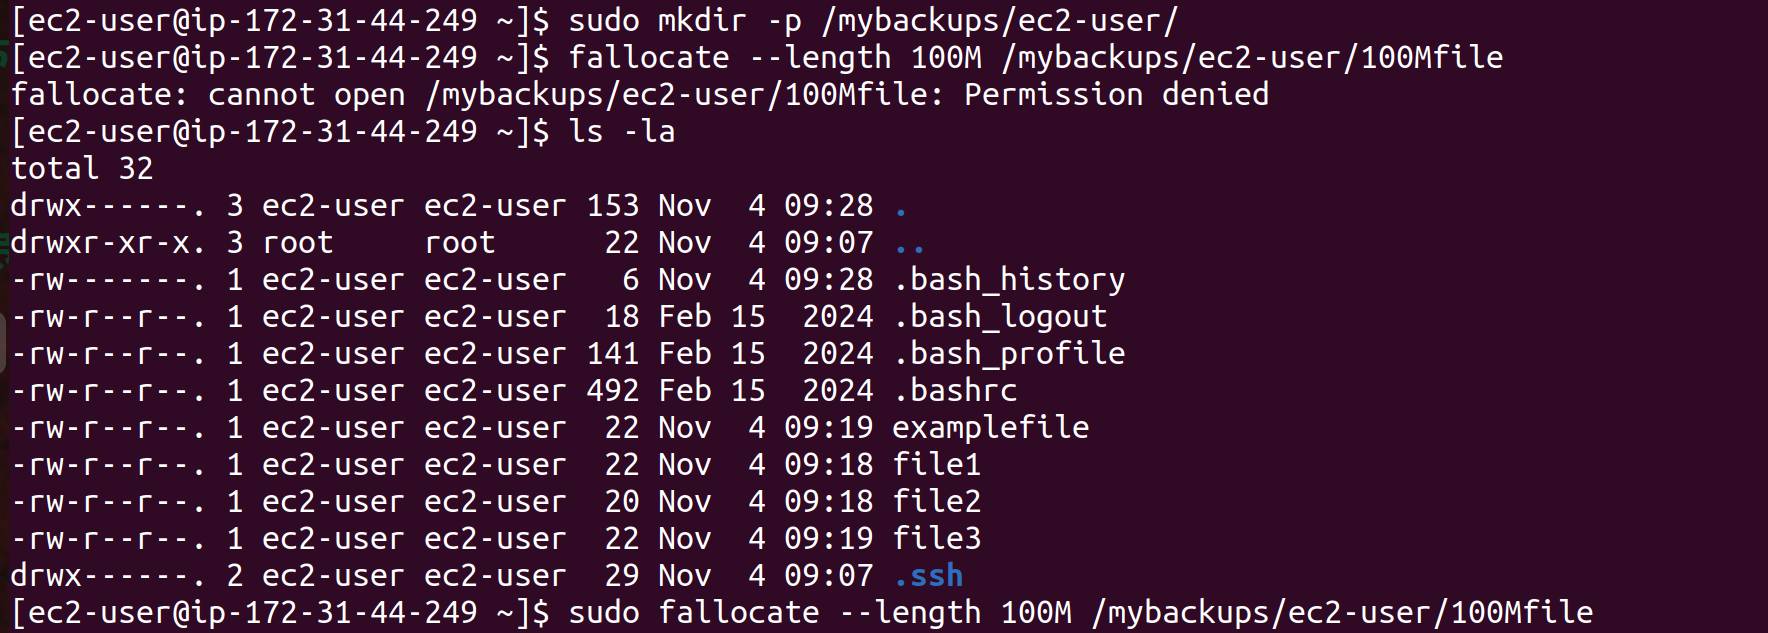 [ec2-user@ip-172-31-44-249 ~]$ sudo mkdir -p /mybackups/ec2-user/
[ec2-user@ip-172-31-44-249 ~]$ fallocate --length 100M /mybackups/ec2-user/100Mfile
fallocate: cannot open /mybackups/ec2-user/100Mfile: Permission denied
[ec2-user@ip-172-31-44-249 ~]$ ls -la
total 32
drwx------. 3 ec2-user ec2-user 153 Nov  4 09:28 .
drwxr-xr-x. 3 root     root      22 Nov  4 09:07 ..
-rw-------. 1 ec2-user ec2-user   6 Nov  4 09:28 .bash_history
-rw-r--r--. 1 ec2-user ec2-user  18 Feb 15  2024 .bash_logout
-rw-r--r--. 1 ec2-user ec2-user 141 Feb 15  2024 .bash_profile
-rw-r--r--. 1 ec2-user ec2-user 492 Feb 15  2024 .bashrc
-rw-r--r--. 1 ec2-user ec2-user  22 Nov  4 09:19 examplefile
-rw-r--r--. 1 ec2-user ec2-user  22 Nov  4 09:18 file1
-rw-r--r--. 1 ec2-user ec2-user  20 Nov  4 09:18 file2
-rw-r--r--. 1 ec2-user ec2-user  22 Nov  4 09:19 file3
drwx------. 2 ec2-user ec2-user  29 Nov  4 09:07 .ssh
[ec2-user@ip-172-31-44-249 ~]$ sudo fallocate --length 100M /mybackups/ec2-user/100Mfile